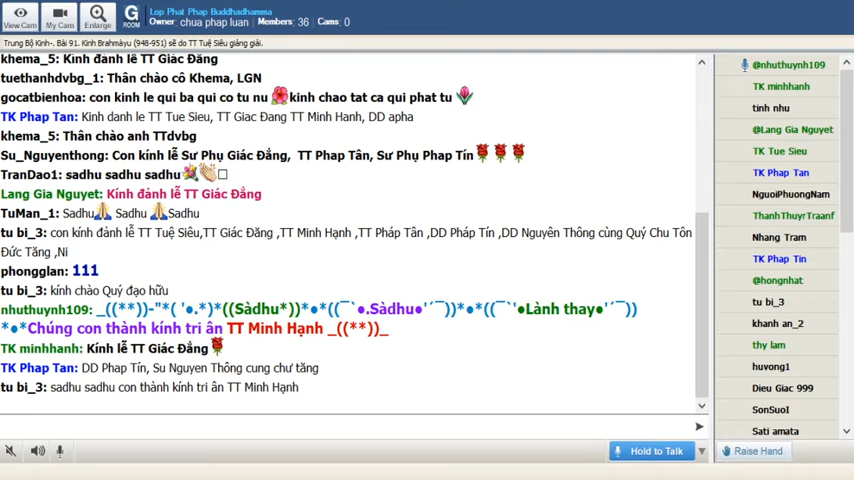 View Cam
My Cam
Enlarge
G
ROOM
Lop Phat Phap Buddhadhamma
Owner: chua phap luan Members: 36 Cams: 0
Trung Bộ Kinh-. Bài 91. Kinh Brahmàyu (948-951) sẽ do TT Tuệ Siêu giảng giải.
khema_5: Kính đảnh lễ TT Giác Đẳng
tuethanhdvbg_1: Thân chào cô Khema, LGN
gocatbienhoa: con kinh le qui ba qui co tu nu kinh chao tat ca qui phat tu
TK Phap Tan: Kinh danh le TT Tue Sieu, TT Giac Đang TT Minh Hanh, DD apha
khema_5: Thân chào anh TTdvbg
Su_Nguyenthong: Con kính lễ Sư Phụ Giác Đẳng, TT Phap Tân, Sư Phụ Phap Tín
TranDao1: sadhu sadhu sadhu
Lang Gia Nguyet: Kính đảnh lễ TT Giác Đẳng
TuMan_1: Sadhu Sadhu Sadhu
tu bi_3: con kính đảnh lễ TT Tuệ Siêu,TT Giác Đẳng ,TT Minh Hạnh ,TT Pháp Tân ,DD Pháp Tín ,DD Nguyên Thông cùng Quý Chu Tôn
Đức Tăng ,Ni
phongglan: 111
tu bi_3: kính chào Quý đạo hữu
nhuthuynh109: _((**))-"*( '●.*)*((Sàdhu*))*●*((¯`●.Sàdhu●'´¯))*●*((¯`'●Lành thay●'´¯))
*●*Chúng con thành kính tri ân TT Minh Hạnh _((**))_
TK minhhanh: Kính lễ TT Giác Đẳng
TK Phap Tan: DD Phap Tín, Su Nguyen Thông cung chư tăng
tu bi_3: sadhu sadhu con thành kính tri ân TT Minh Hạnh
Hold to Talk
@nhuthuynh109
TK minhhanh
tinh nhu
@Lang Gia Nguyet
TK Tue Sieu
TK Phap Tan
NguoiPhuongNam
ThanhThuyrTraanf
Nhang Tram
TK Phap Tin
@hongnhat
tu bi_3
khanh an_2
thy lam
huvong1
Dieu Giac 999
SonSuoI
Sati amata
Raise Hand